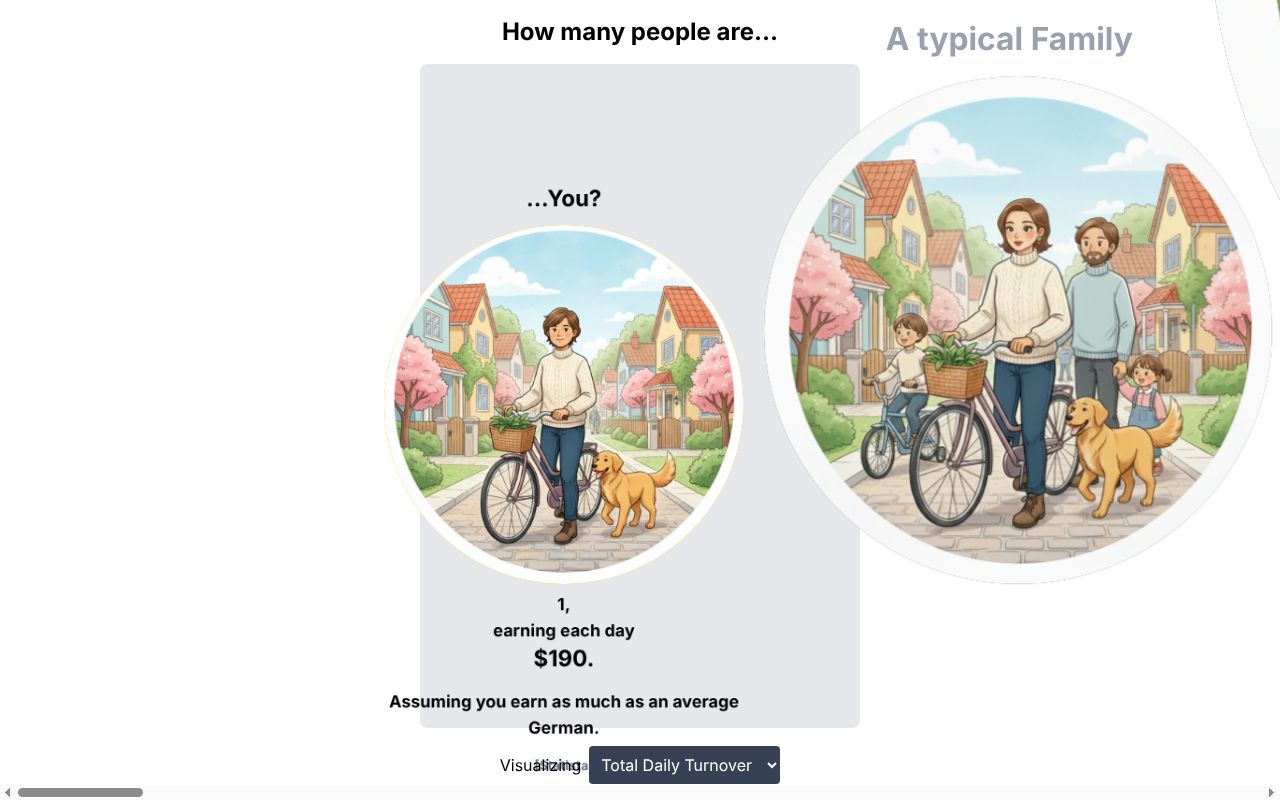 How many people are...
A typical Family
...You?
1,
earning each day
$190.
Assuming you earn as much as an average
German.
Visualizing
Total Daily Turnover